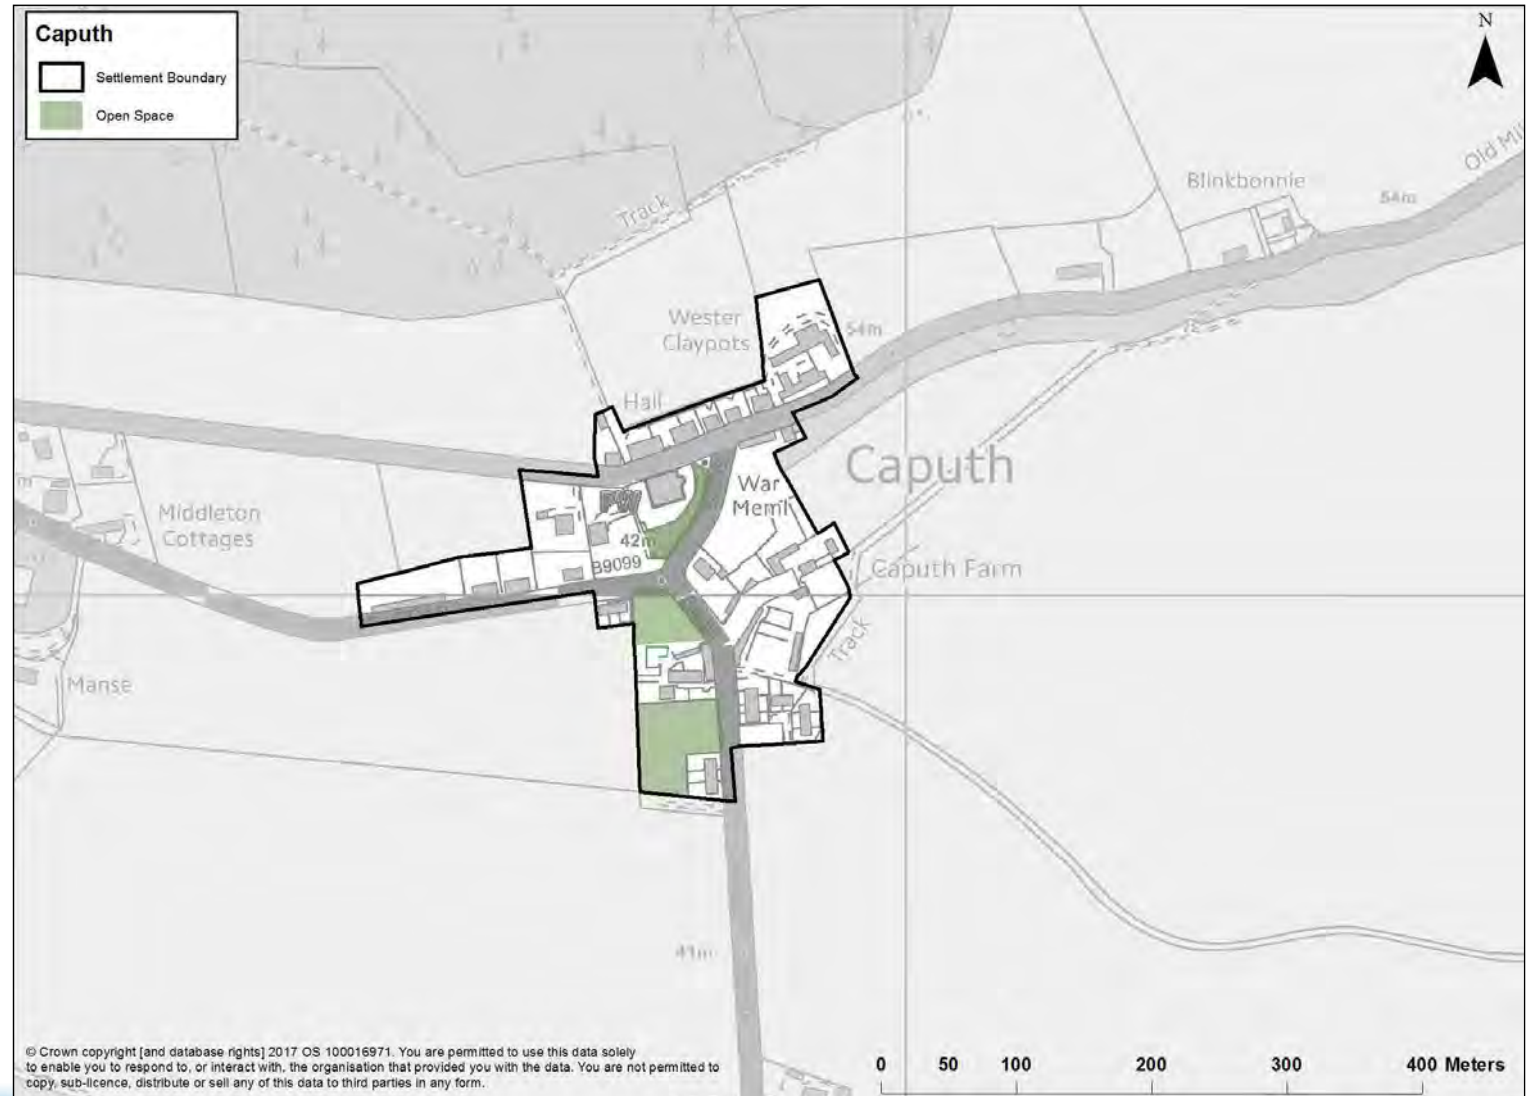 Caputh
Settlement Boundary
Open Space
N
Track
Blinkbonnie
54m
Wester
Claypots
54m
Hall
Caputh
War
Meml
PW
Middleton
Cottages
42m
B9099
Caputh Farm
Track
Manse
41m
© Crown copyright [and database rights] 2017 OS 100016971. You are permitted to use this data solely
to enable you to respond to, or interact with, the organisation that provided you with the data. You are not permitted to
copy, sub-licence, distribute or sell any of this data to third parties in any form.
0 50 100 200 300 400 Meters